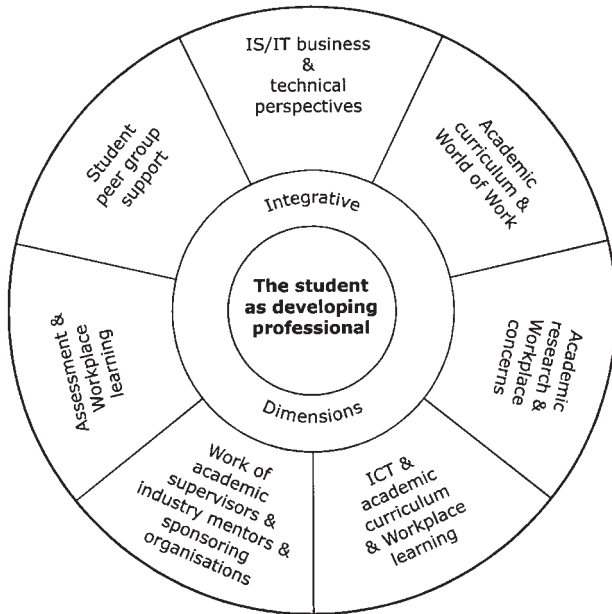 IS/IT business
&
technical
perspectives
Academic
curriculum &
World of Work
Academic
research &
Workplace
concerns
ICT &
academic
curriculum
& Workplace
learning
Work of
academic
supervisors &
industry mentors &
sponsoring
organisations
Assessment &
Workplace
learning
Student
peer group
support
Integrative
The student
as developing
professional
Dimensions